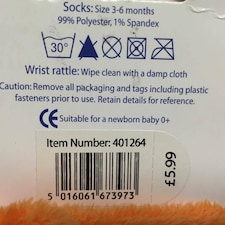 Socks: Size 3-6 months
99% Polyester, 1% Spandex
30°
Wrist rattle: Wipe clean with a damp cloth
Caution: Remove all packaging and tags including plastic
fasteners prior to use. Retain details for reference.
CE Suitable for a newborn baby 0+
Item Number: 401264
£5.99
5 016061 673973